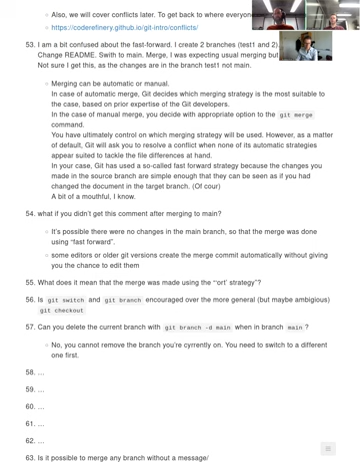 Also, we will cover conflicts later. To get back to where everyone
https://coderefinery.github.io/git-intro/conflicts/
53. I am a bit confused about the fast-forward. I create 2 branches (test1 and 2).
Change README. Swith to main. Merge, I was expecting usual merging but
Not sure I get this, as the changes are in the branch test1 not main.
Merging can be automatic or manual.
In case of automatic merge, Git decides which merging strategy is the most suitable to
the case, based on prior expertise of the Git developers.
In the case of manual merge, you decide with appropriate option to the git merge
command.
You have ultimately control on which merging strategy will be used. However, as a matter
of default, Git will ask you to resolve a conflict when none of its automatic strategies
appear suited to tackle the file differences at hand.
In your case, Git has used a so-called fast forward strategy because the changes you
made in the source branch are simple enough that they can be seen as if you had
changed the document in the target branch. (Of cour)
A bit of a mouthful, I know.
54. what if you didn't get this comment after merging to main?
It's possible there were no changes in the main branch, so that the merge was done
using "fast forward".
some editors or older git versions create the merge commit automatically without giving
you the chance to edit them
55. What does it mean that the merge was made using the "'ort' strategy"?
56. Is git switch and git branch encouraged over the more general (but maybe ambigious)
git checkout
57. Can you delete the current branch with git branch -d main when in branch main ?
No, you cannot remove the branch you're cyrrently on. You need to switch to a different
one first.
58. ...
59. ...
60. ...
61. ...
62. ...
63. Is it possible to merge any branch without a message/